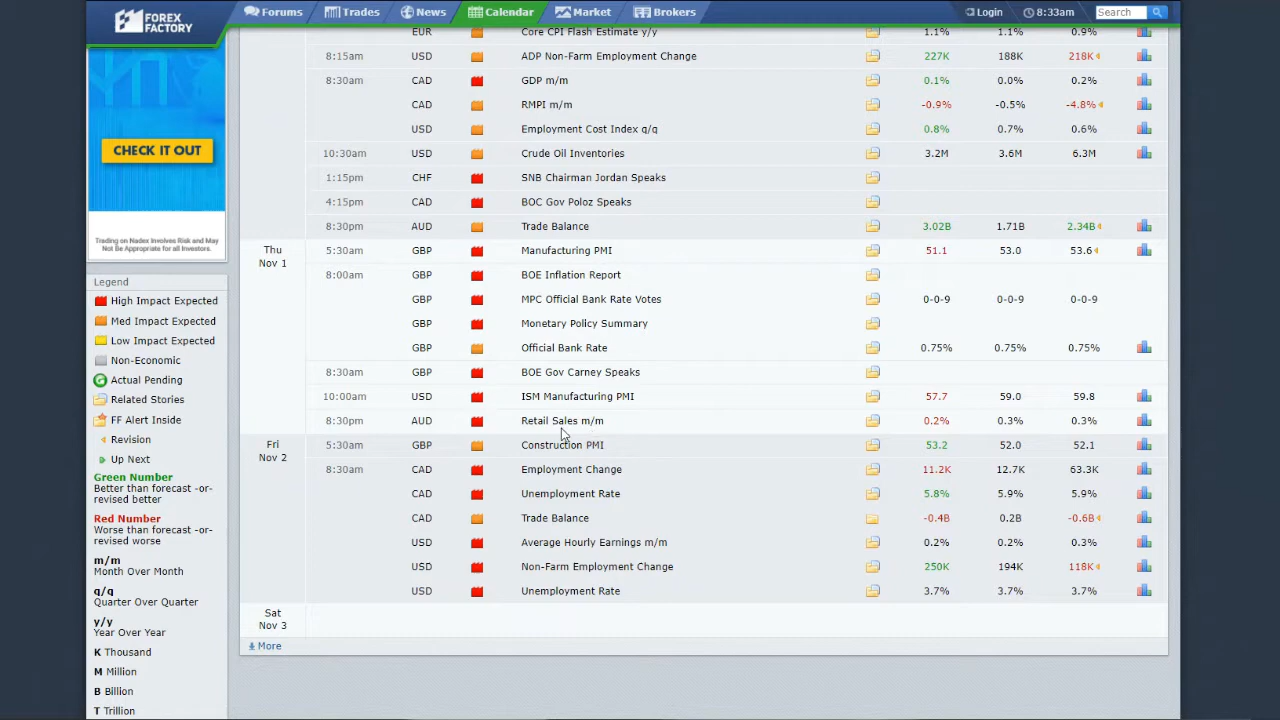 FOREX
FACTORY
Forums
Trades
News
Calendar
Market
Brokers
Login
8:33am
Search
CHECK IT OUT
Trading on Nadex Involves Risk and May
Not Be Appropriate for all Investors.
Legend
High Impact Expected
Med Impact Expected
Low Impact Expected
Non-Economic
Actual Pending
Related Stories
FF Alert Inside
Revision
Up Next
Green Number
Better than forecast -or-
revised better
Red Number
Worse than forecast -or-
revised worse
m/m
Month Over Month
q/q
Quarter Over Quarter
y/y
Year Over Year
K Thousand
M Million
B Billion
T Trillion
EUR Core CPI Flash Estimate y/y 1.1% 1.1% 0.9%
8:15am USD ADP Non-Farm Employment Change 227K 188K 218K
8:30am CAD GDP m/m 0.1% 0.0% 0.2%
CAD RMPI m/m -0.9% -0.5% -4.8%
USD Employment Cost Index q/q 0.8% 0.7% 0.6%
10:30am USD Crude Oil Inventories 3.2M 3.6M 6.3M
1:15pm CHF SNB Chairman Jordan Speaks
4:15pm CAD BOC Gov Poloz Speaks
8:30pm AUD Trade Balance 3.02B 1.71B 2.34B
Thu
Nov 1
5:30am GBP Manufacturing PMI 51.1 53.0 53.6
8:00am GBP BOE Inflation Report
GBP MPC Official Bank Rate Votes 0-0-9 0-0-9 0-0-9
GBP Monetary Policy Summary
GBP Official Bank Rate 0.75% 0.75% 0.75%
8:30am GBP BOE Gov Carney Speaks
10:00am USD ISM Manufacturing PMI 57.7 59.0 59.8
8:30pm AUD Retail Sales m/m 0.2% 0.3% 0.3%
Fri
Nov 2
5:30am GBP Construction PMI 53.2 52.0 52.1
8:30am CAD Employment Change 11.2K 12.7K 63.3K
CAD Unemployment Rate 5.8% 5.9% 5.9%
CAD Trade Balance -0.4B 0.2B -0.6B
USD Average Hourly Earnings m/m 0.2% 0.2% 0.3%
USD Non-Farm Employment Change 250K 194K 118K
USD Unemployment Rate 3.7% 3.7% 3.7%
Sat
Nov 3
More